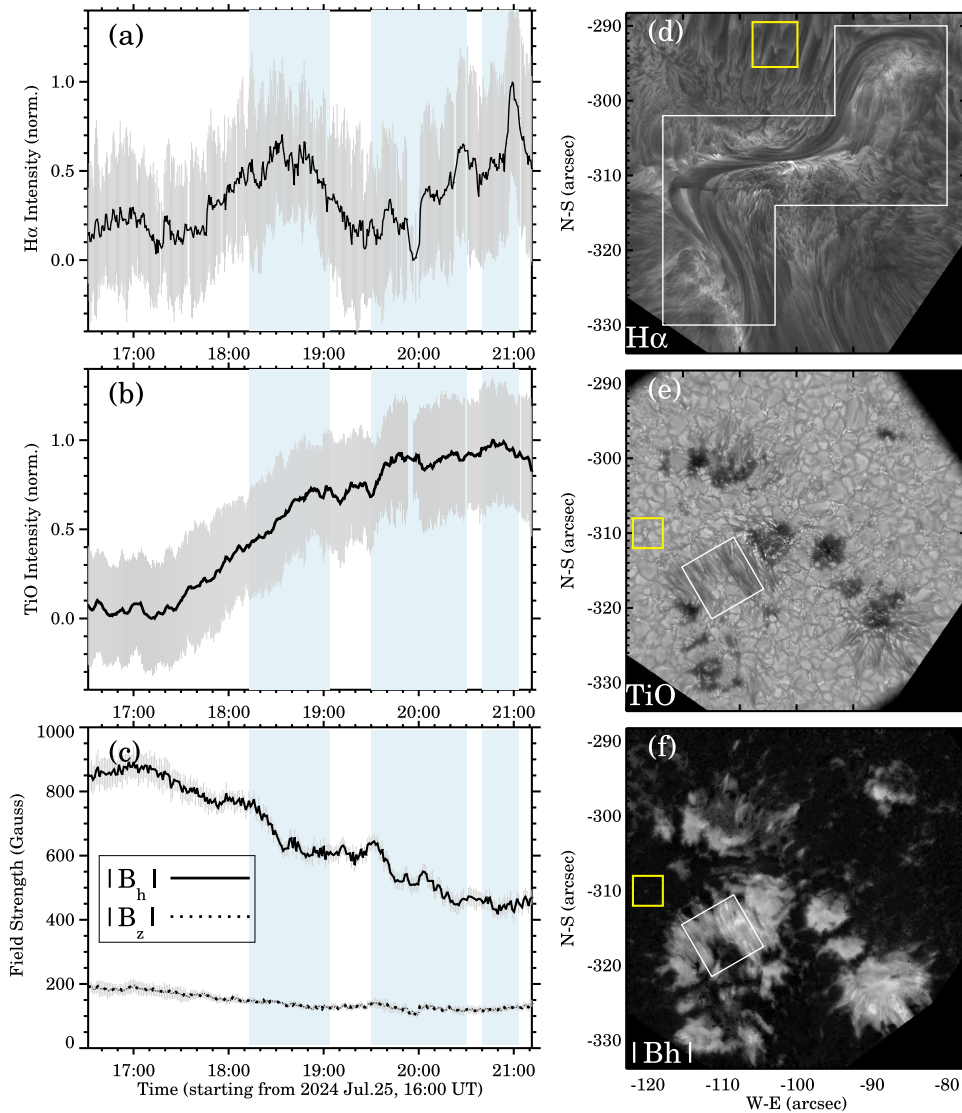 (a)
1.0
0.5
0.0
Hα Intensity (norm.)
17:00 18:00 19:00 20:00 21:00
(b)
1.0
0.5
0.0
TiO Intensity (norm.)
17:00 18:00 19:00 20:00 21:00
(c)
1000
800
600
400
200
0
Field Strength (Gauss)
|B_h|
|B_z|
17:00 18:00 19:00 20:00 21:00
Time (starting from 2024 Jul.25, 16:00 UT)
(d)
-290
-300
-310
-320
-330
N-S (arcsec)
Hα
(e)
-290
-300
-310
-320
-330
N-S (arcsec)
TiO
(f)
-290
-300
-310
-320
-330
N-S (arcsec)
|Bh|
-120 -110 -100 -90 -80
W-E (arcsec)